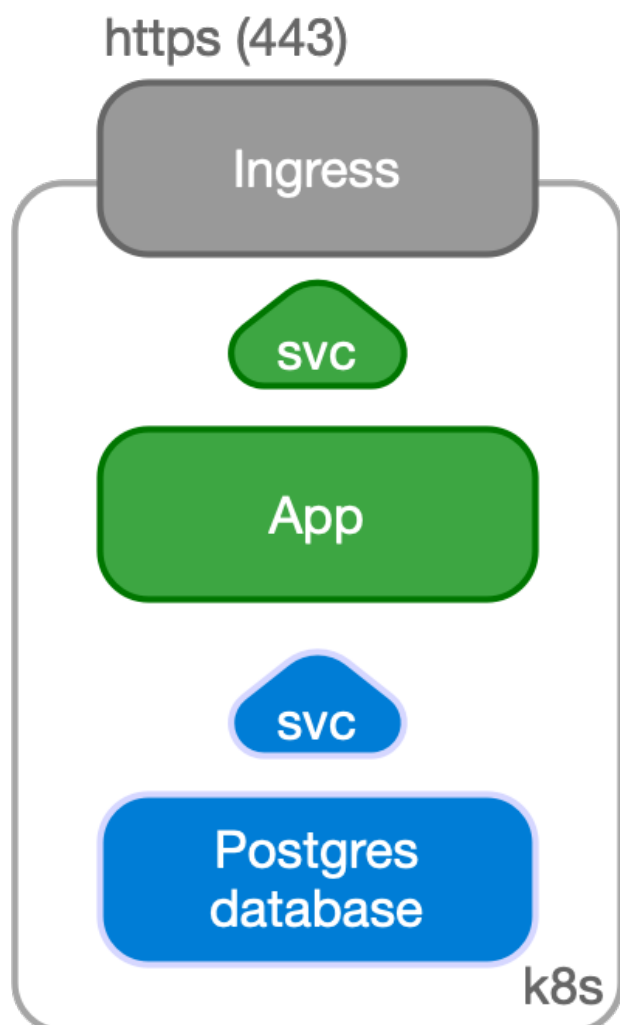 https (443)
Ingress
svc
App
svc
Postgres
database
k8s